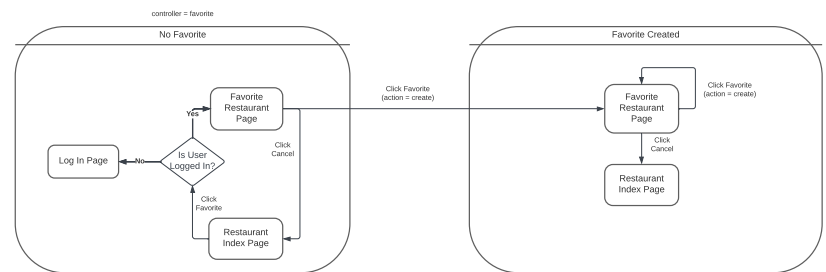 controller = favorite
No Favorite
Favorite
Restaurant
Page
Yes
Log In Page
No
Is User
Logged In?
Click
Cancel
Click
Favorite
Restaurant
Index Page
Click Favorite
(action = create)
Favorite Created
Favorite
Restaurant
Page
Click Favorite
(action = create)
Click
Cancel
Restaurant
Index Page